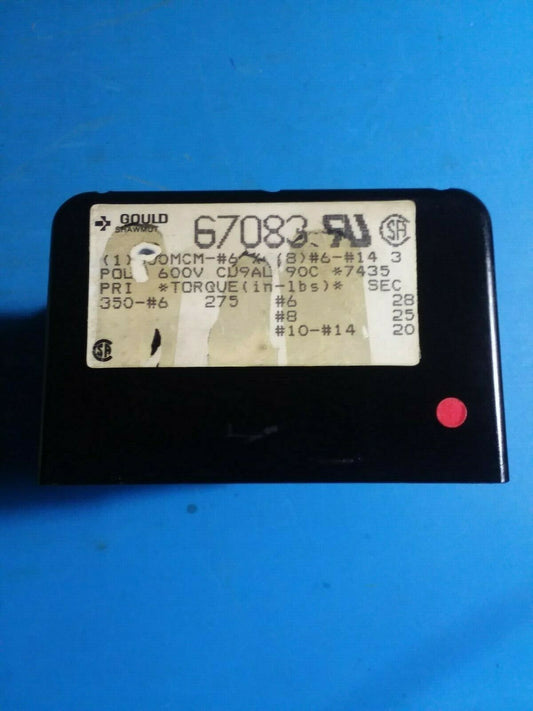 GOULD
SHAWMUT
67083
(1) 50MCM-#6 (8)#6-#14 3
POL 600V CU9AL 90C *7435
PRI *TORQUE(in-lbs)* SEC
350-#6 275 #6 28
#8 25
#10-#14 20